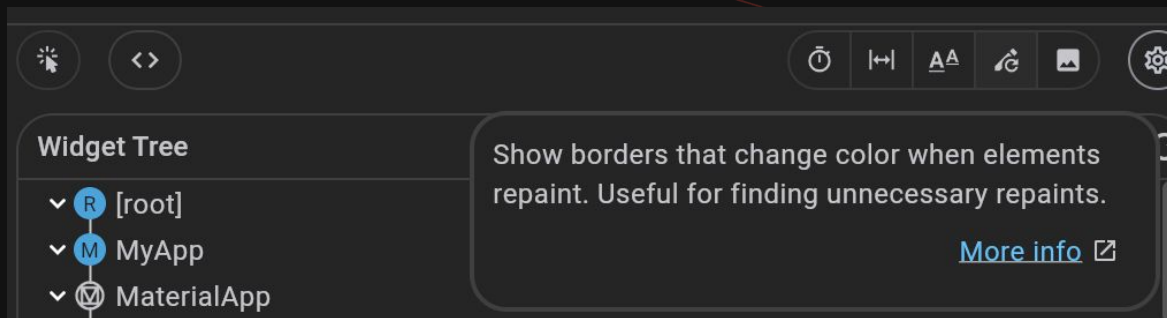 Widget Tree
Show borders that change color when elements
repaint. Useful for finding unnecessary repaints.
More info
R [root]
M MyApp
MaterialApp